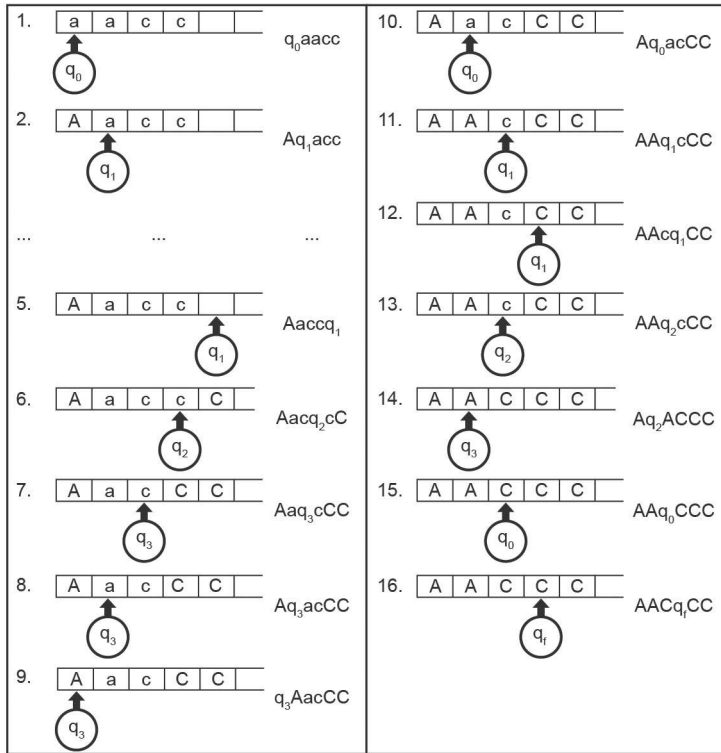 1. a a c c
q₀aacc
q₀
2. A a c c
Aq₁acc
q₁
... ... ...
5. A a c c
Aaccq₁
q₁
6. A a c c C
Aacq₂cC
q₂
7. A a c C C
Aaq₃cCC
q₃
8. A a c C C
Aq₃acCC
q₃
9. A a c C C
q₃AacCC
q₃
10. A a c C C
Aq₀acCC
q₀
11. A A c C C
AAq₁cCC
q₁
12. A A c C C
AAcq₁CC
q₁
13. A A c C C
AAq₂cCC
q₂
14. A A C C C
Aq₂ACCC
q₃
15. A A C C C
AAq₀CCC
q₀
16. A A C C C
AACq_fCC
q_f